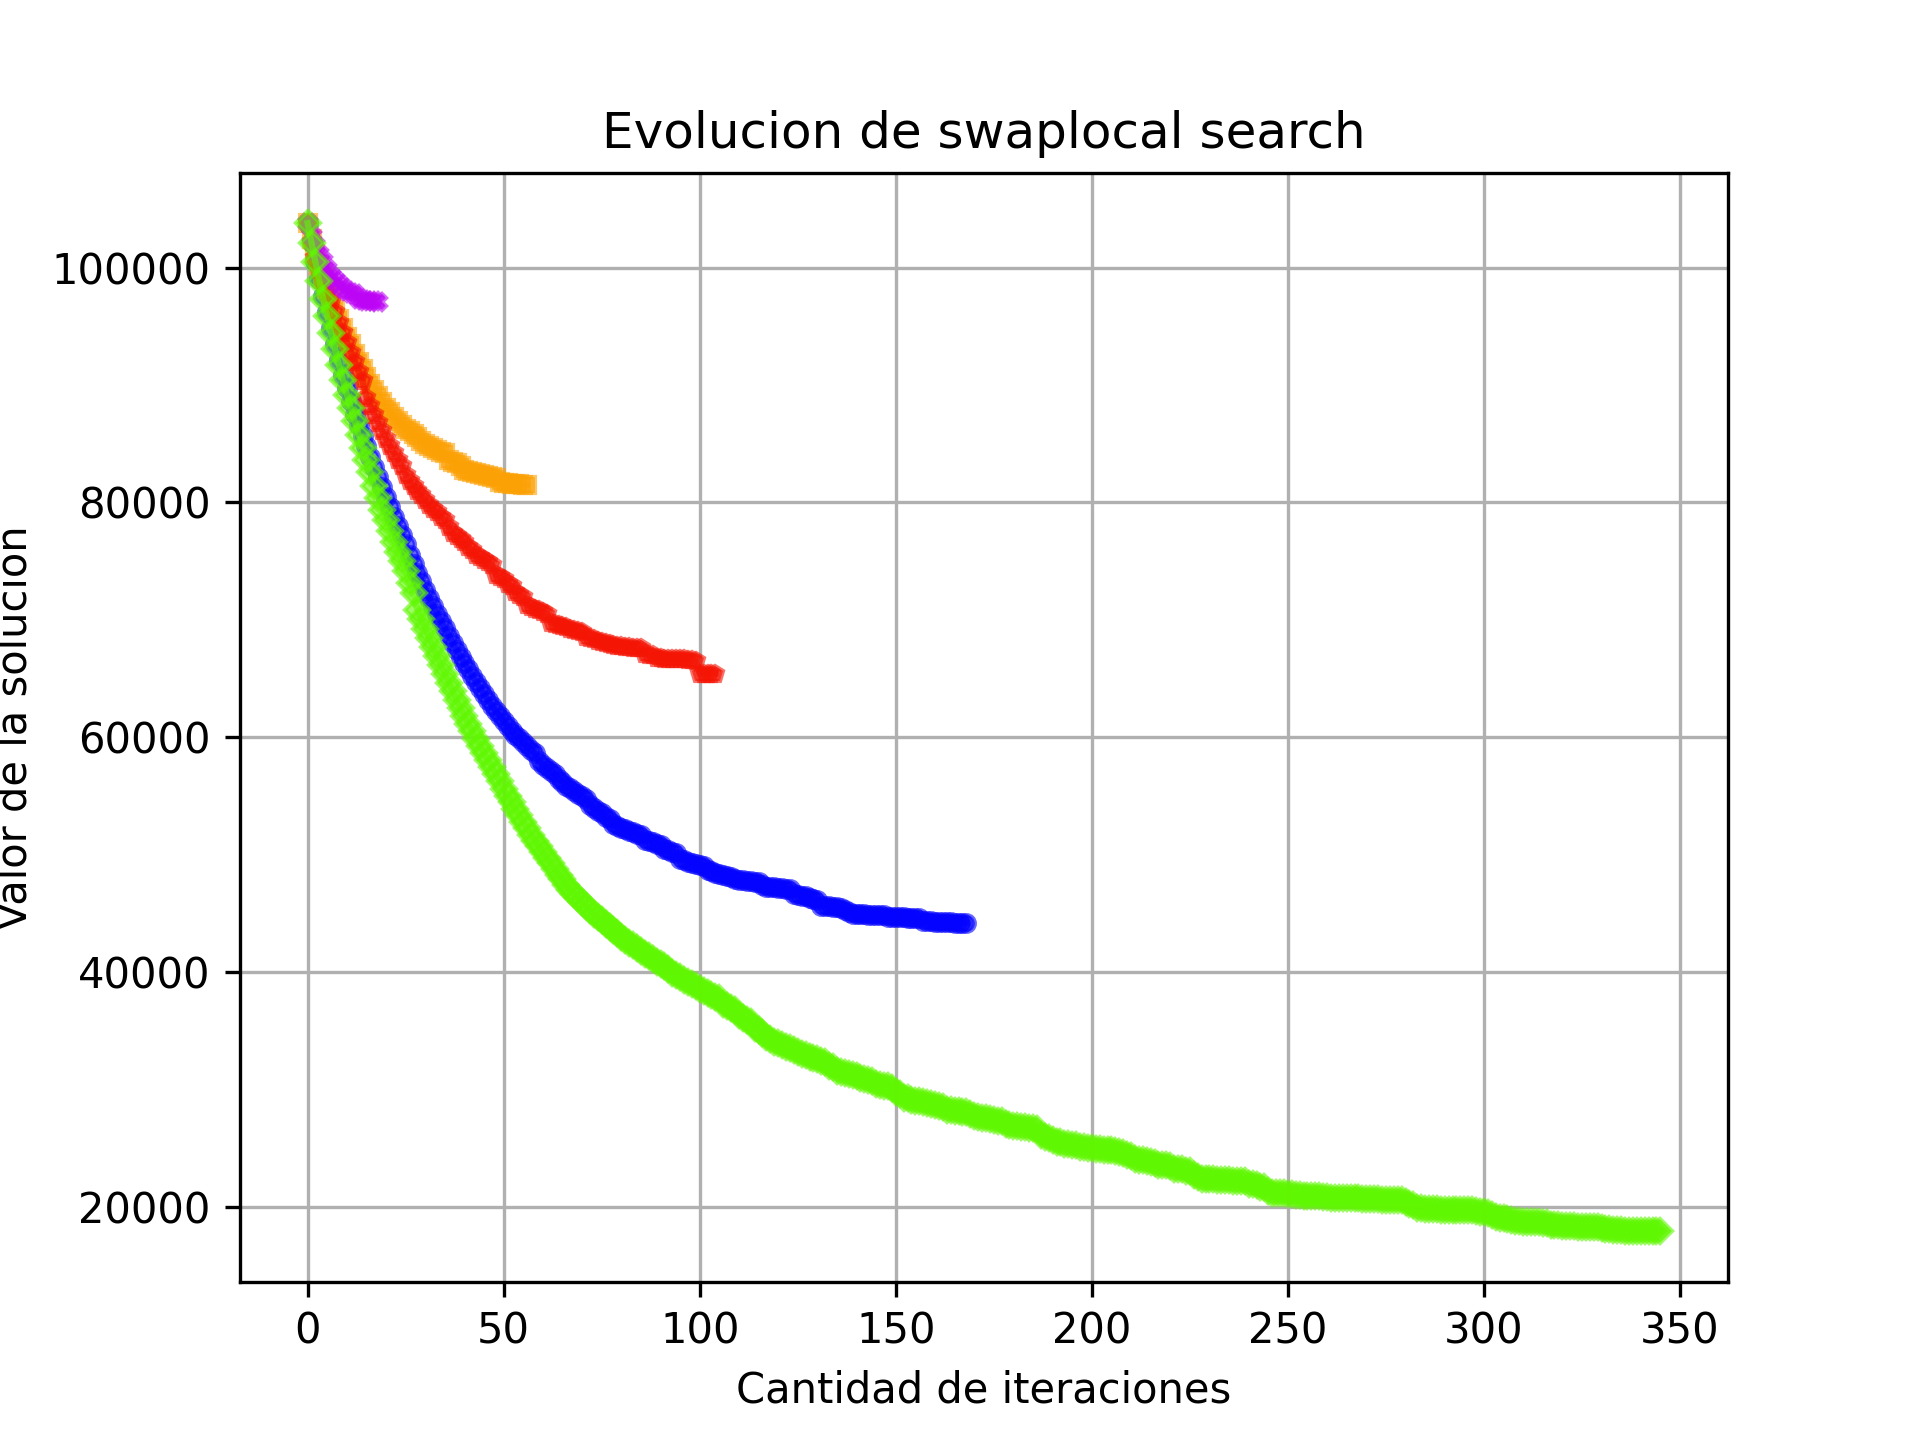 Evolucion de swaplocal search
Valor de la solucion
100000
80000
60000
40000
20000
0 50 100 150 200 250 300 350
Cantidad de iteraciones